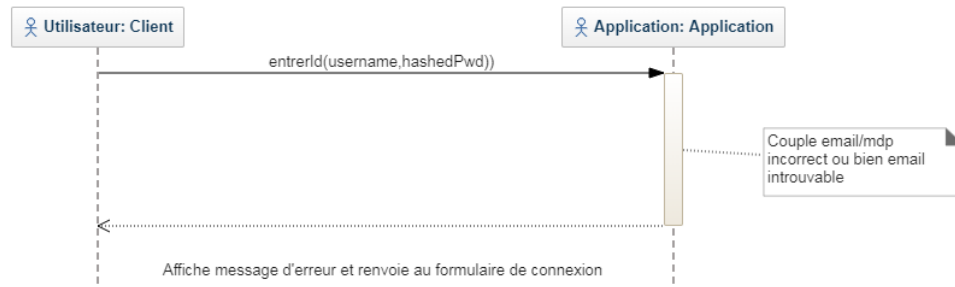 Utilisateur: Client
Application: Application
entrerId(username,hashedPwd))
Couple email/mdp
incorrect ou bien email
introuvable
Affiche message d'erreur et renvoie au formulaire de connexion